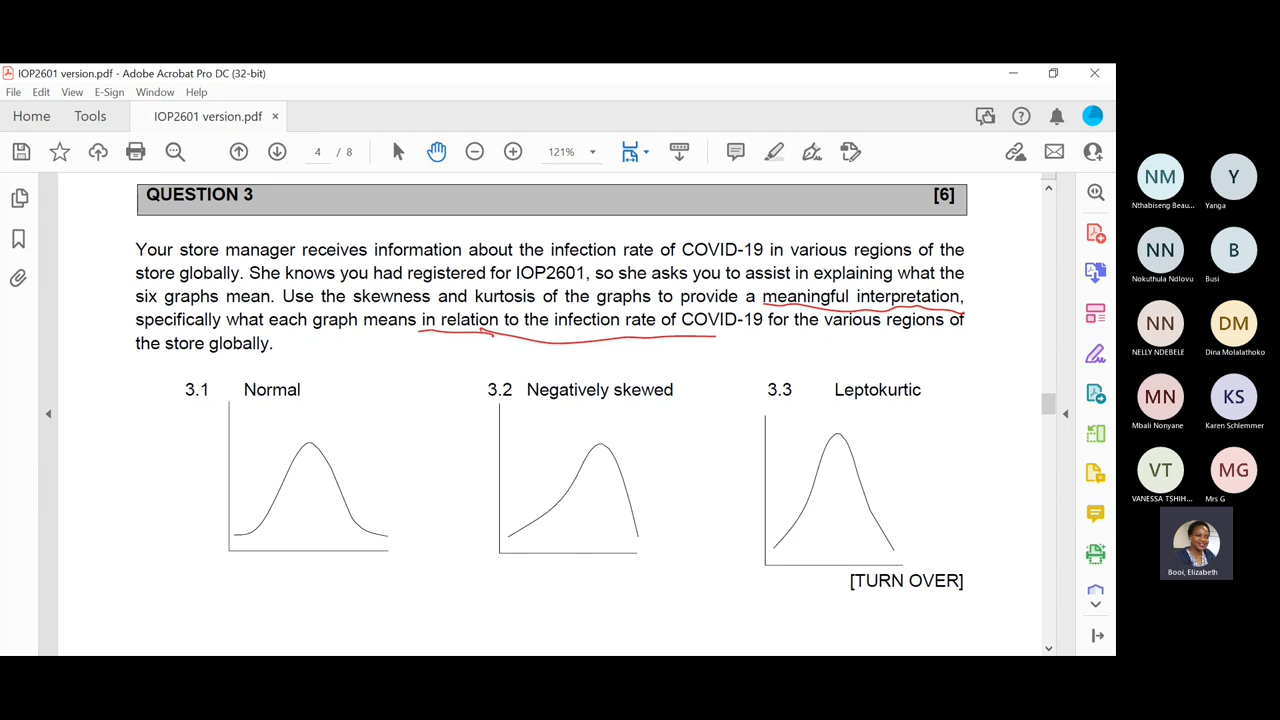 IOP2601 version.pdf - Adobe Acrobat Pro DC (32-bit)
File Edit View E-Sign Window Help
Home Tools IOP2601 version.pdf ×
4 / 8 121%
QUESTION 3 [6]
Your store manager receives information about the infection rate of COVID-19 in various regions of the
store globally. She knows you had registered for IOP2601, so she asks you to assist in explaining what the
six graphs mean. Use the skewness and kurtosis of the graphs to provide a meaningful interpretation,
specifically what each graph means in relation to the infection rate of COVID-19 for the various regions of
the store globally.
3.1 Normal 3.2 Negatively skewed 3.3 Leptokurtic
[TURN OVER]
NM Y
Nthabiseng Beau... Yanga
NN B
Nokuthula Ndlovu Busi
NN DM
NELLY NDEBELE Dina Molalathoko
MN KS
Mbali Nonyane Karen Schlemmer
VT MG
VANESSA TSHIH... Mrs G
Booi, Elizabeth